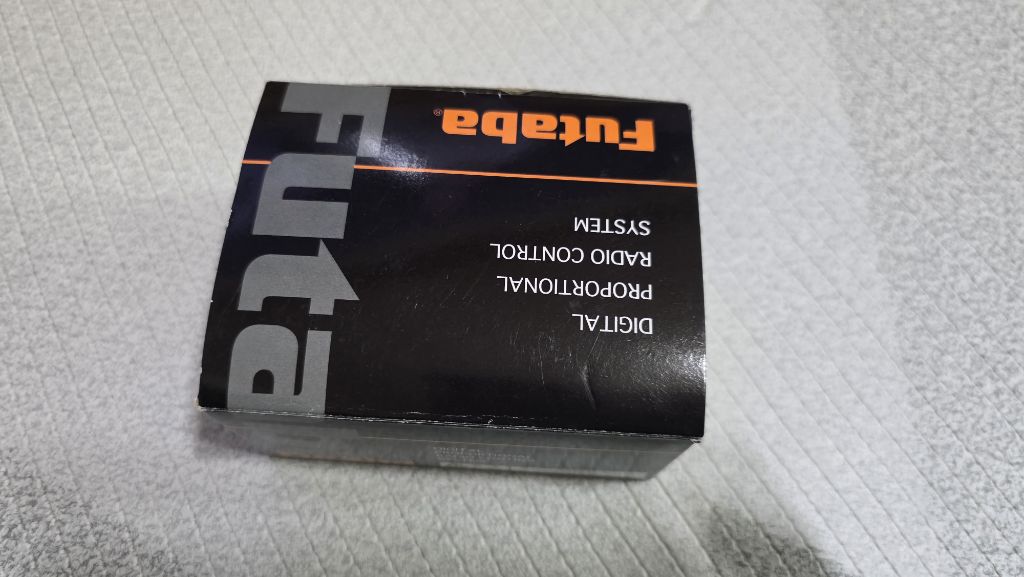 Futaba®
DIGITAL
PROPORTIONAL
RADIO CONTROL
SYSTEM
Futa